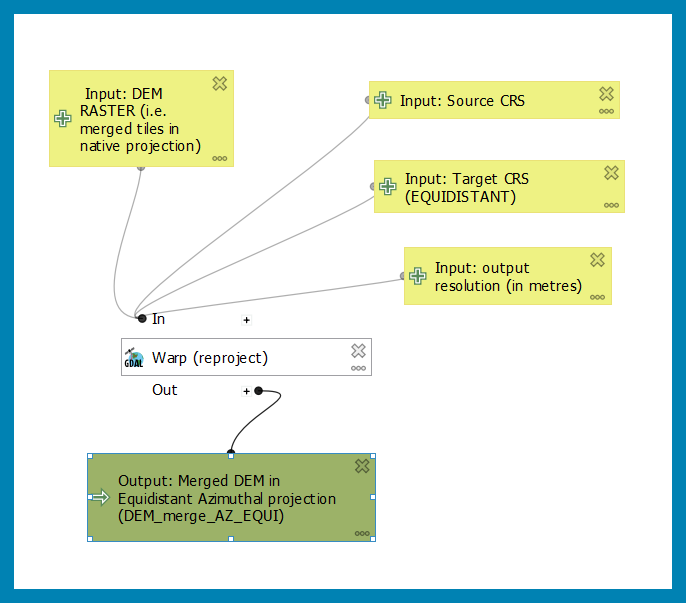 Input: DEM
RASTER (i.e.
merged tiles in
native projection)
Input: Source CRS
Input: Target CRS
(EQUIDISTANT)
Input: output
resolution (in metres)
In +
GDAL
Warp (reproject)
Out +
Output: Merged DEM in
Equidistant Azimuthal projection
(DEM_merge_AZ_EQUI)